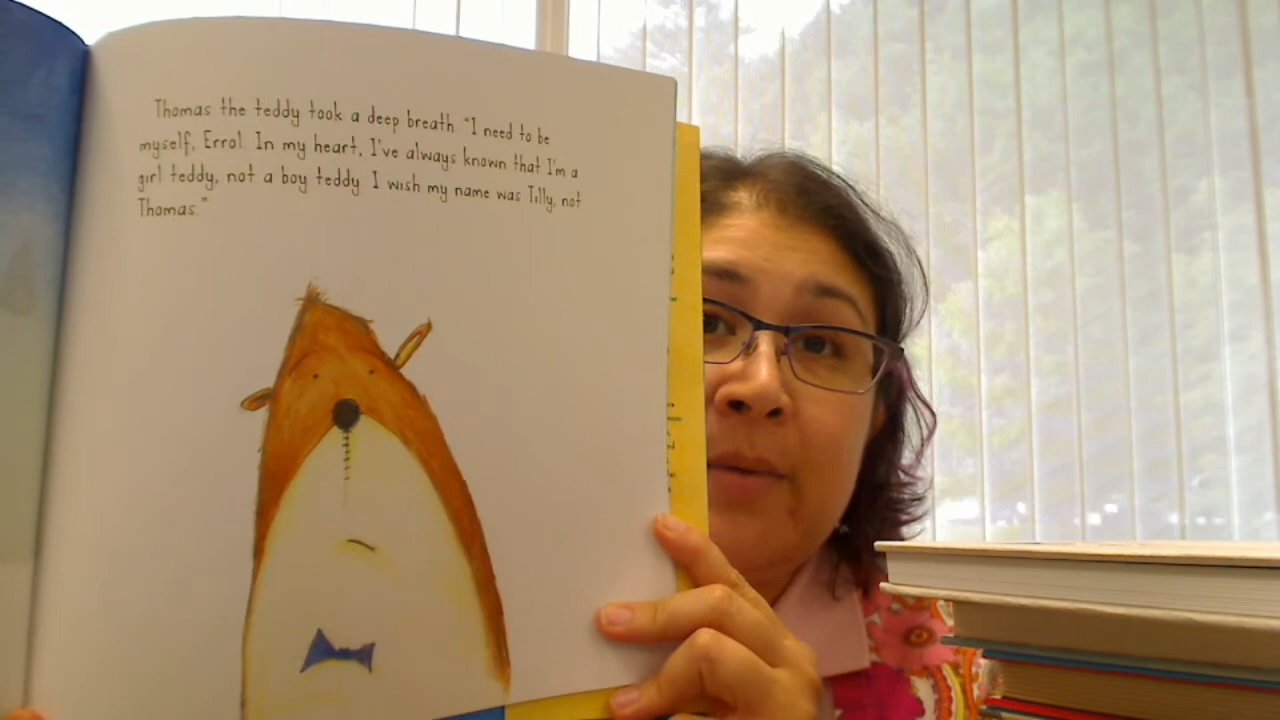 Thomas the teddy took a deep breath. "I need to be
myself, Errol. In my heart, I've always known that I'm a
girl teddy, not a boy teddy. I wish my name was Tilly, not
Thomas."